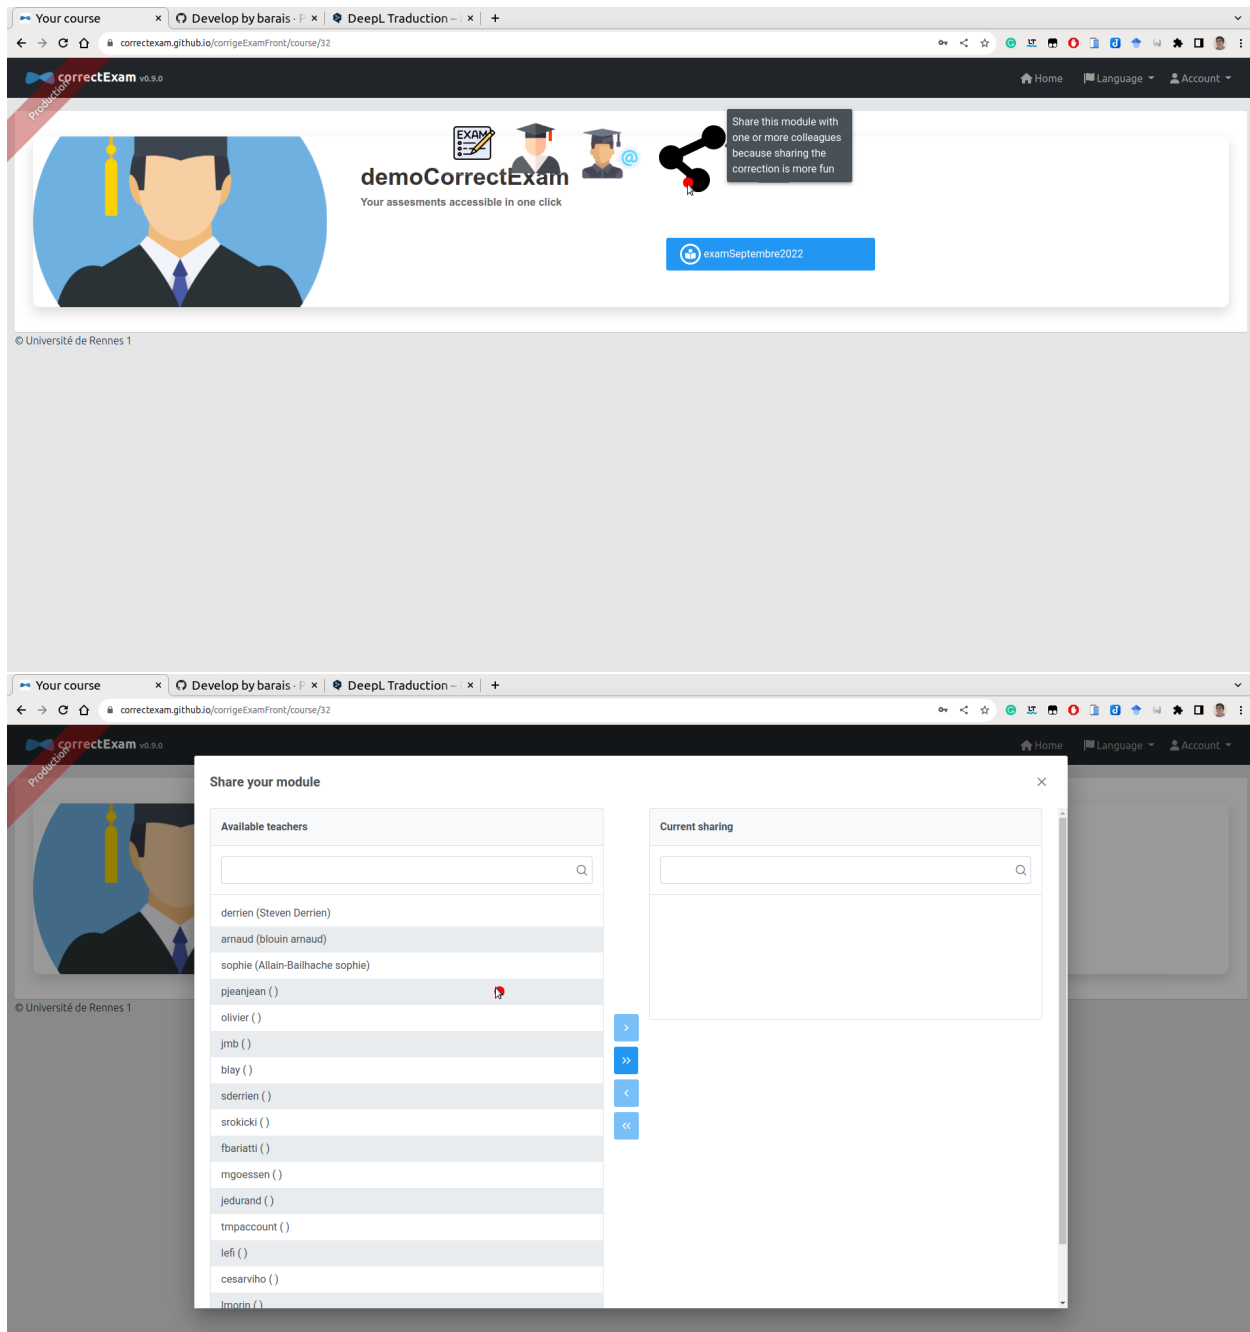 Your course × Develop by barais · P × DeepL Traduction – × +
correctexam.github.io/corrigeExamFront/course/32
correctExam v0.9.0 Home Language Account
Production
EXAM
Share this module with
one or more colleagues
because sharing the
correction is more fun
@
demoCorrectExam
Your assesments accessible in one click
examSeptembre2022
© Université de Rennes 1
Your course × Develop by barais · P × DeepL Traduction – × +
correctexam.github.io/corrigeExamFront/course/32
correctExam v0.9.0 Home Language Account
Production
Share your module ×
Available teachers
Current sharing
derrien (Steven Derrien)
arnaud (blouin arnaud)
sophie (Allain-Bailhache sophie)
pjeanjean ( )
olivier ( )
jmb ( )
blay ( )
sderrien ( )
srokicki ( )
fbariatti ( )
mgoessen ( )
jedurand ( )
tmpaccount ( )
lefi ( )
cesarviho ( )
lmorin ( )
© Université de Rennes 1